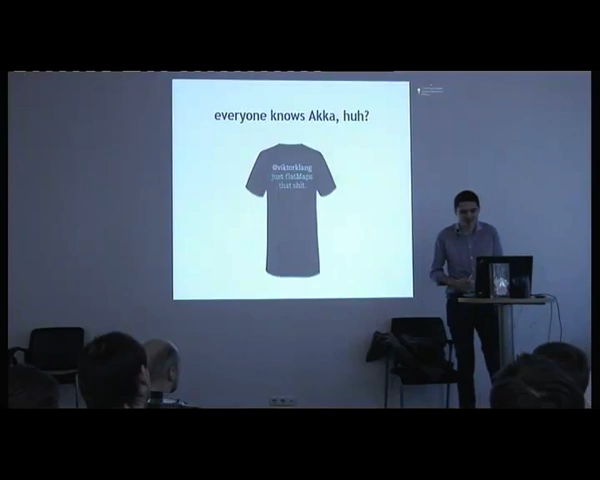 everyone knows Akka, huh?
@viktorklang
just flatMaps
that shit.